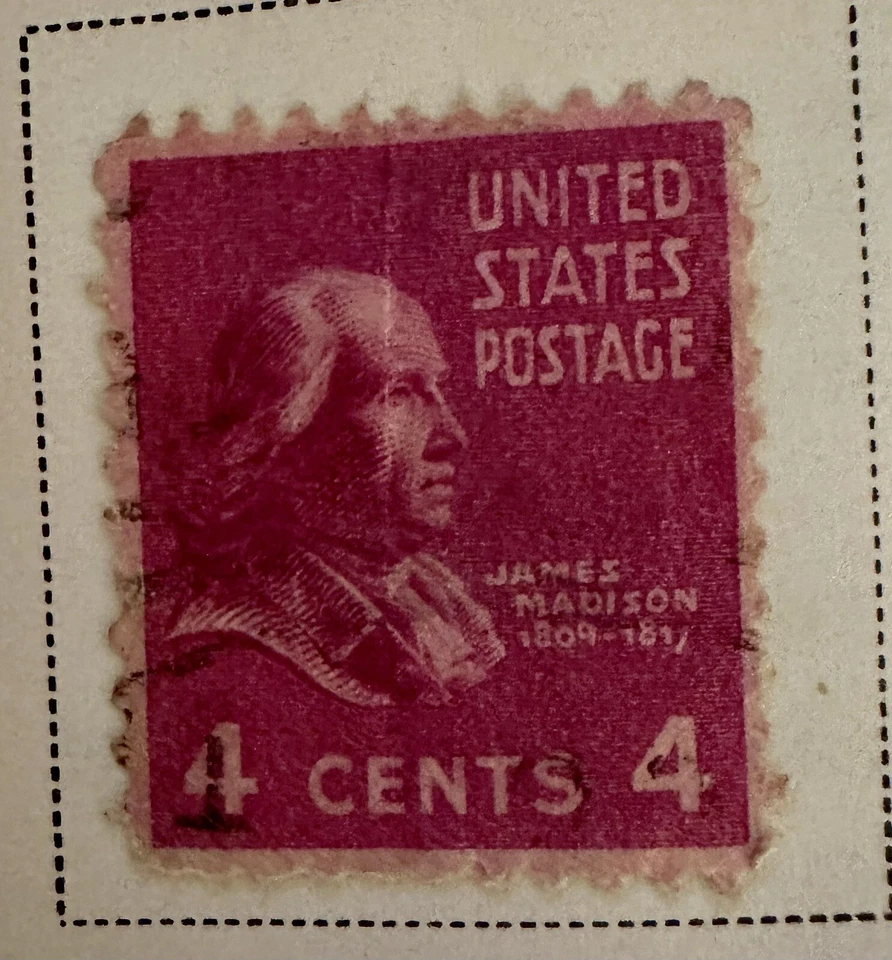 UNITED
STATES
POSTAGE
JAMES
MADISON
1809-1817
4 CENTS 4